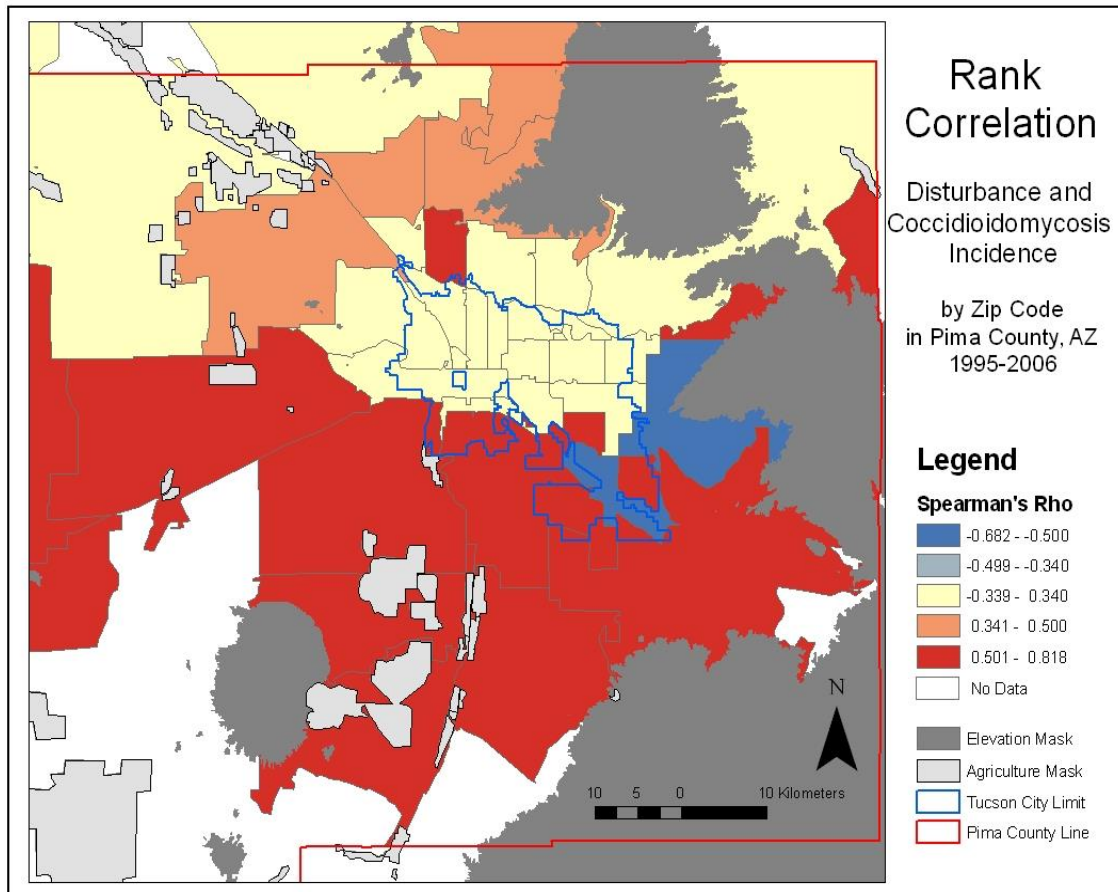 Rank
Correlation
Disturbance and
Coccidioidomycosis
Incidence
by Zip Code
in Pima County, AZ
1995-2006
Legend
Spearman's Rho
-0.682 - -0.500
-0.499 - -0.340
-0.339 - 0.340
0.341 - 0.500
0.501 - 0.818
No Data
Elevation Mask
Agriculture Mask
Tucson City Limit
Pima County Line
N
10 5 0 10 Kilometers